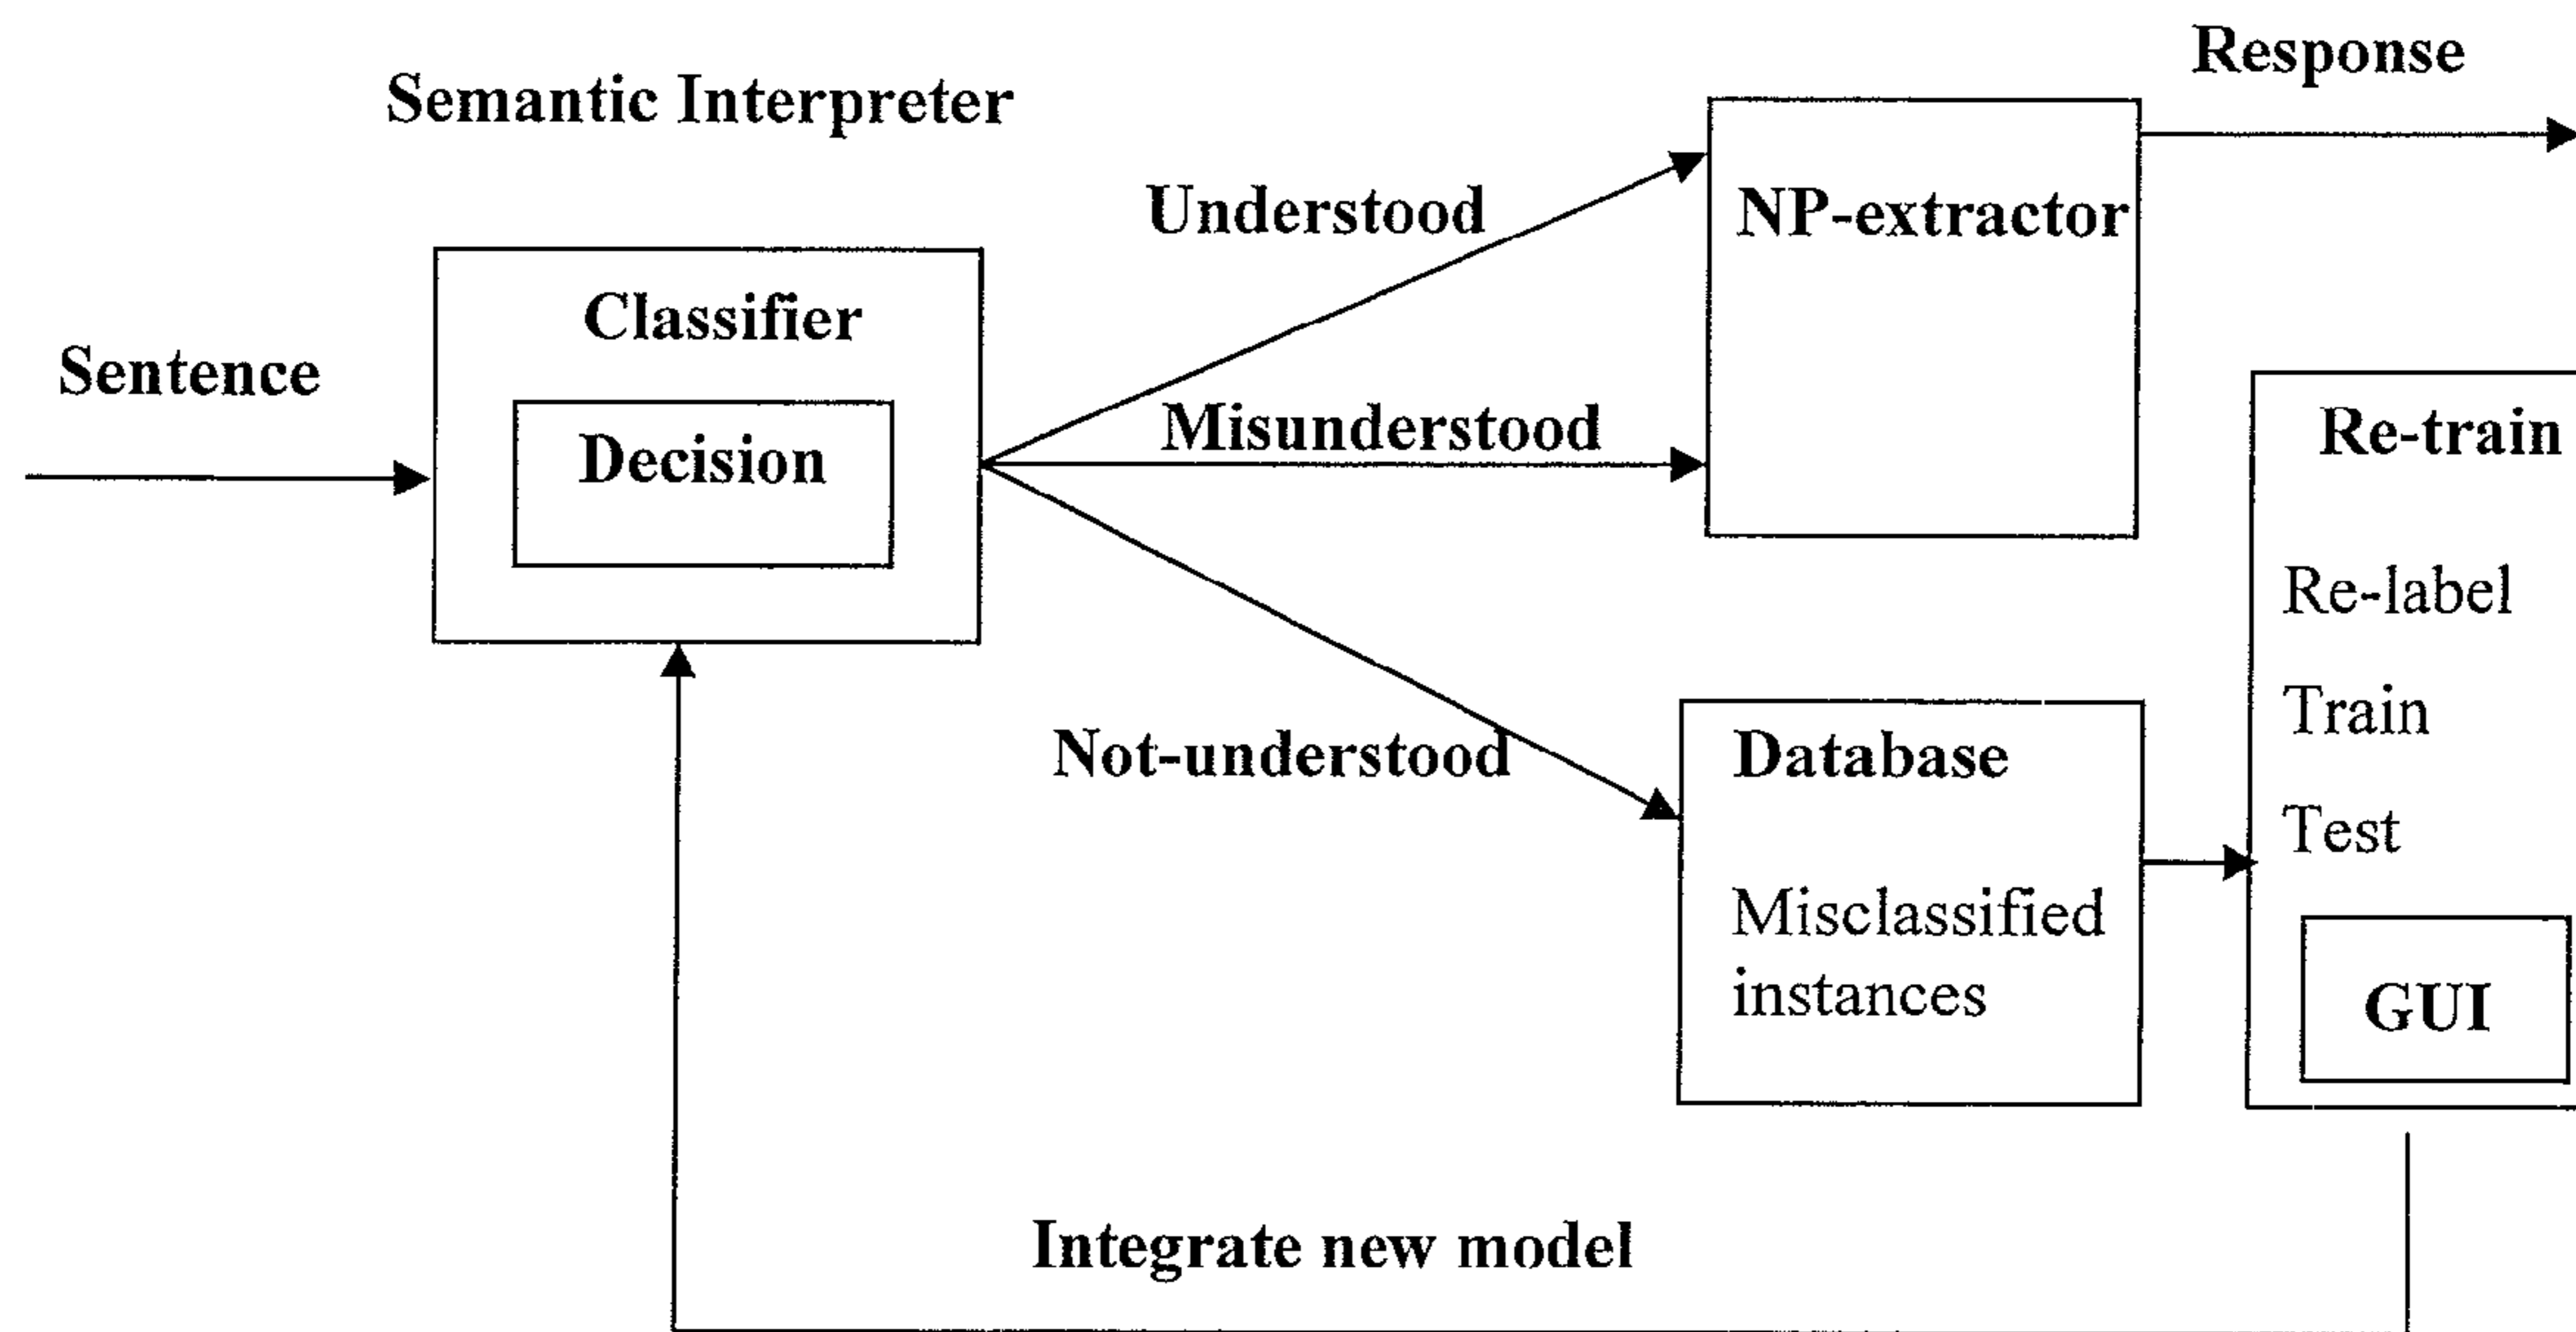 Response
Semantic Interpreter
Understood
NP-extractor
Classifier
Sentence
Misunderstood
Decision
Re-train
Re-label
Train
Test
Not-understood
Database
Misclassified
instances
GUI
Integrate new model